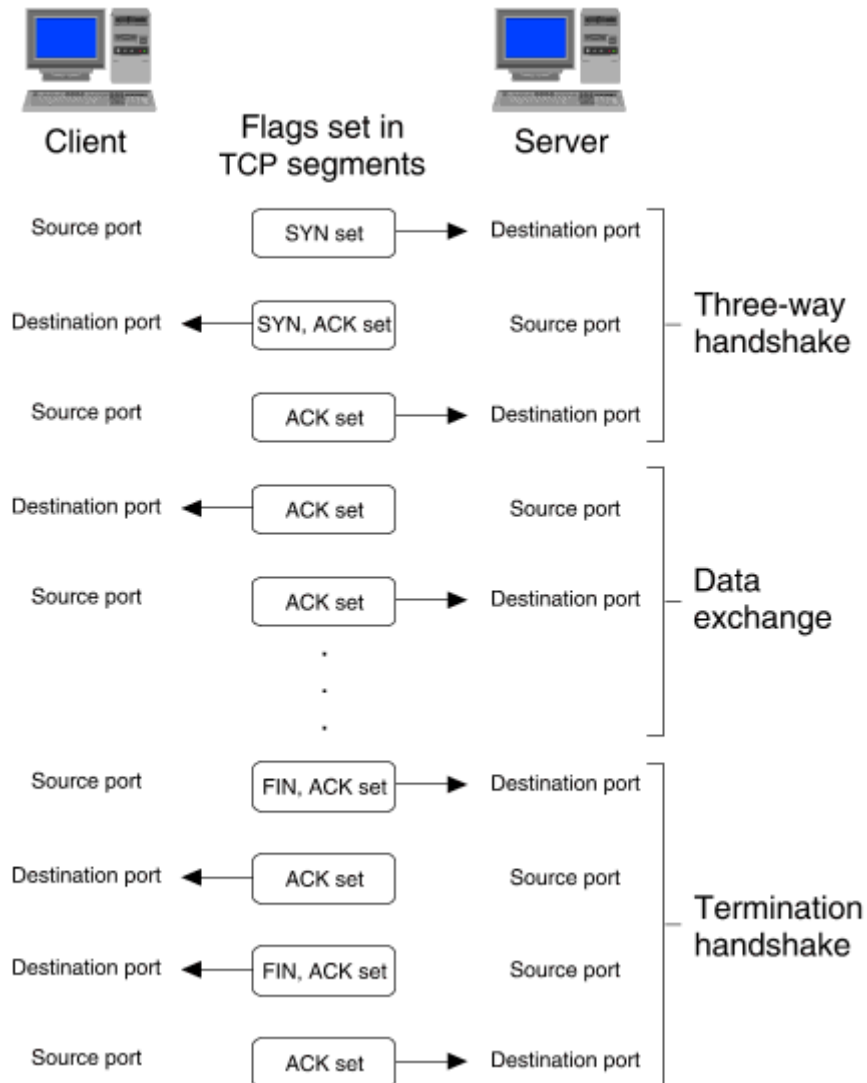 Client
Flags set in
TCP segments
Server
Source port
SYN set
Destination port
Destination port
SYN, ACK set
Source port
Three-way
handshake
Source port
ACK set
Destination port
Destination port
ACK set
Source port
Source port
ACK set
Destination port
Data
exchange
.
.
.
Source port
FIN, ACK set
Destination port
Destination port
ACK set
Source port
Termination
handshake
Destination port
FIN, ACK set
Source port
Source port
ACK set
Destination port